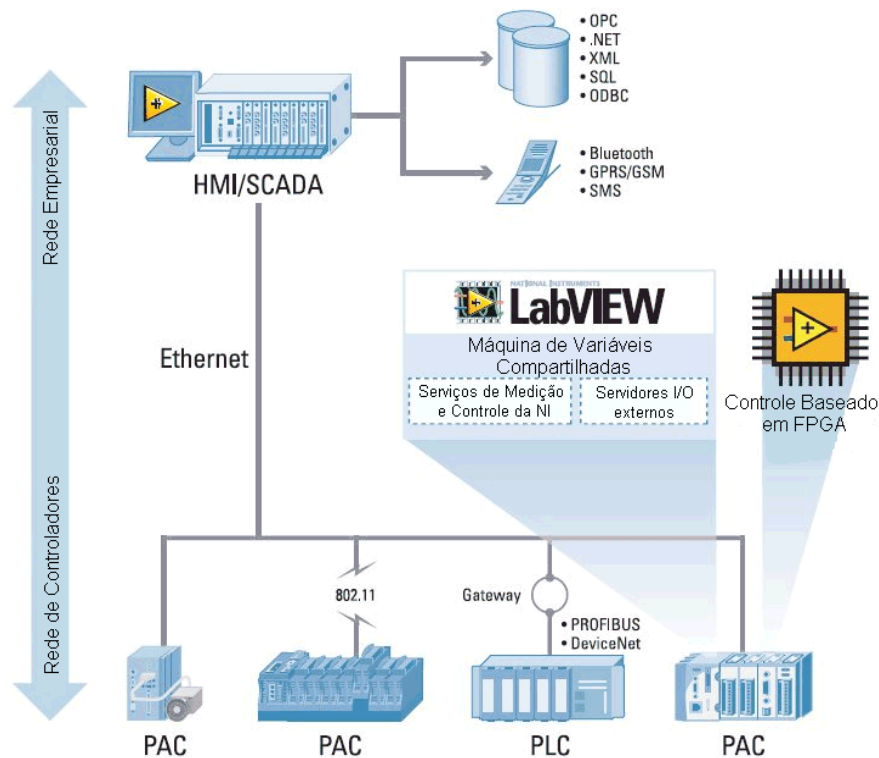 • OPC
• .NET
• XML
• SQL
• ODBC
HMI/SCADA
• Bluetooth
• GPRS/GSM
• SMS
Rede Empresarial
Ethernet
NATIONAL INSTRUMENTS
LabVIEW
Máquina de Variáveis
Compartilhadas
Serviços de Medição
e Controle da NI
Servidores I/O
externos
Controle Baseado
em FPGA
Rede de Controladores
802.11
Gateway
• PROFIBUS
• DeviceNet
PAC
PAC
PLC
PAC